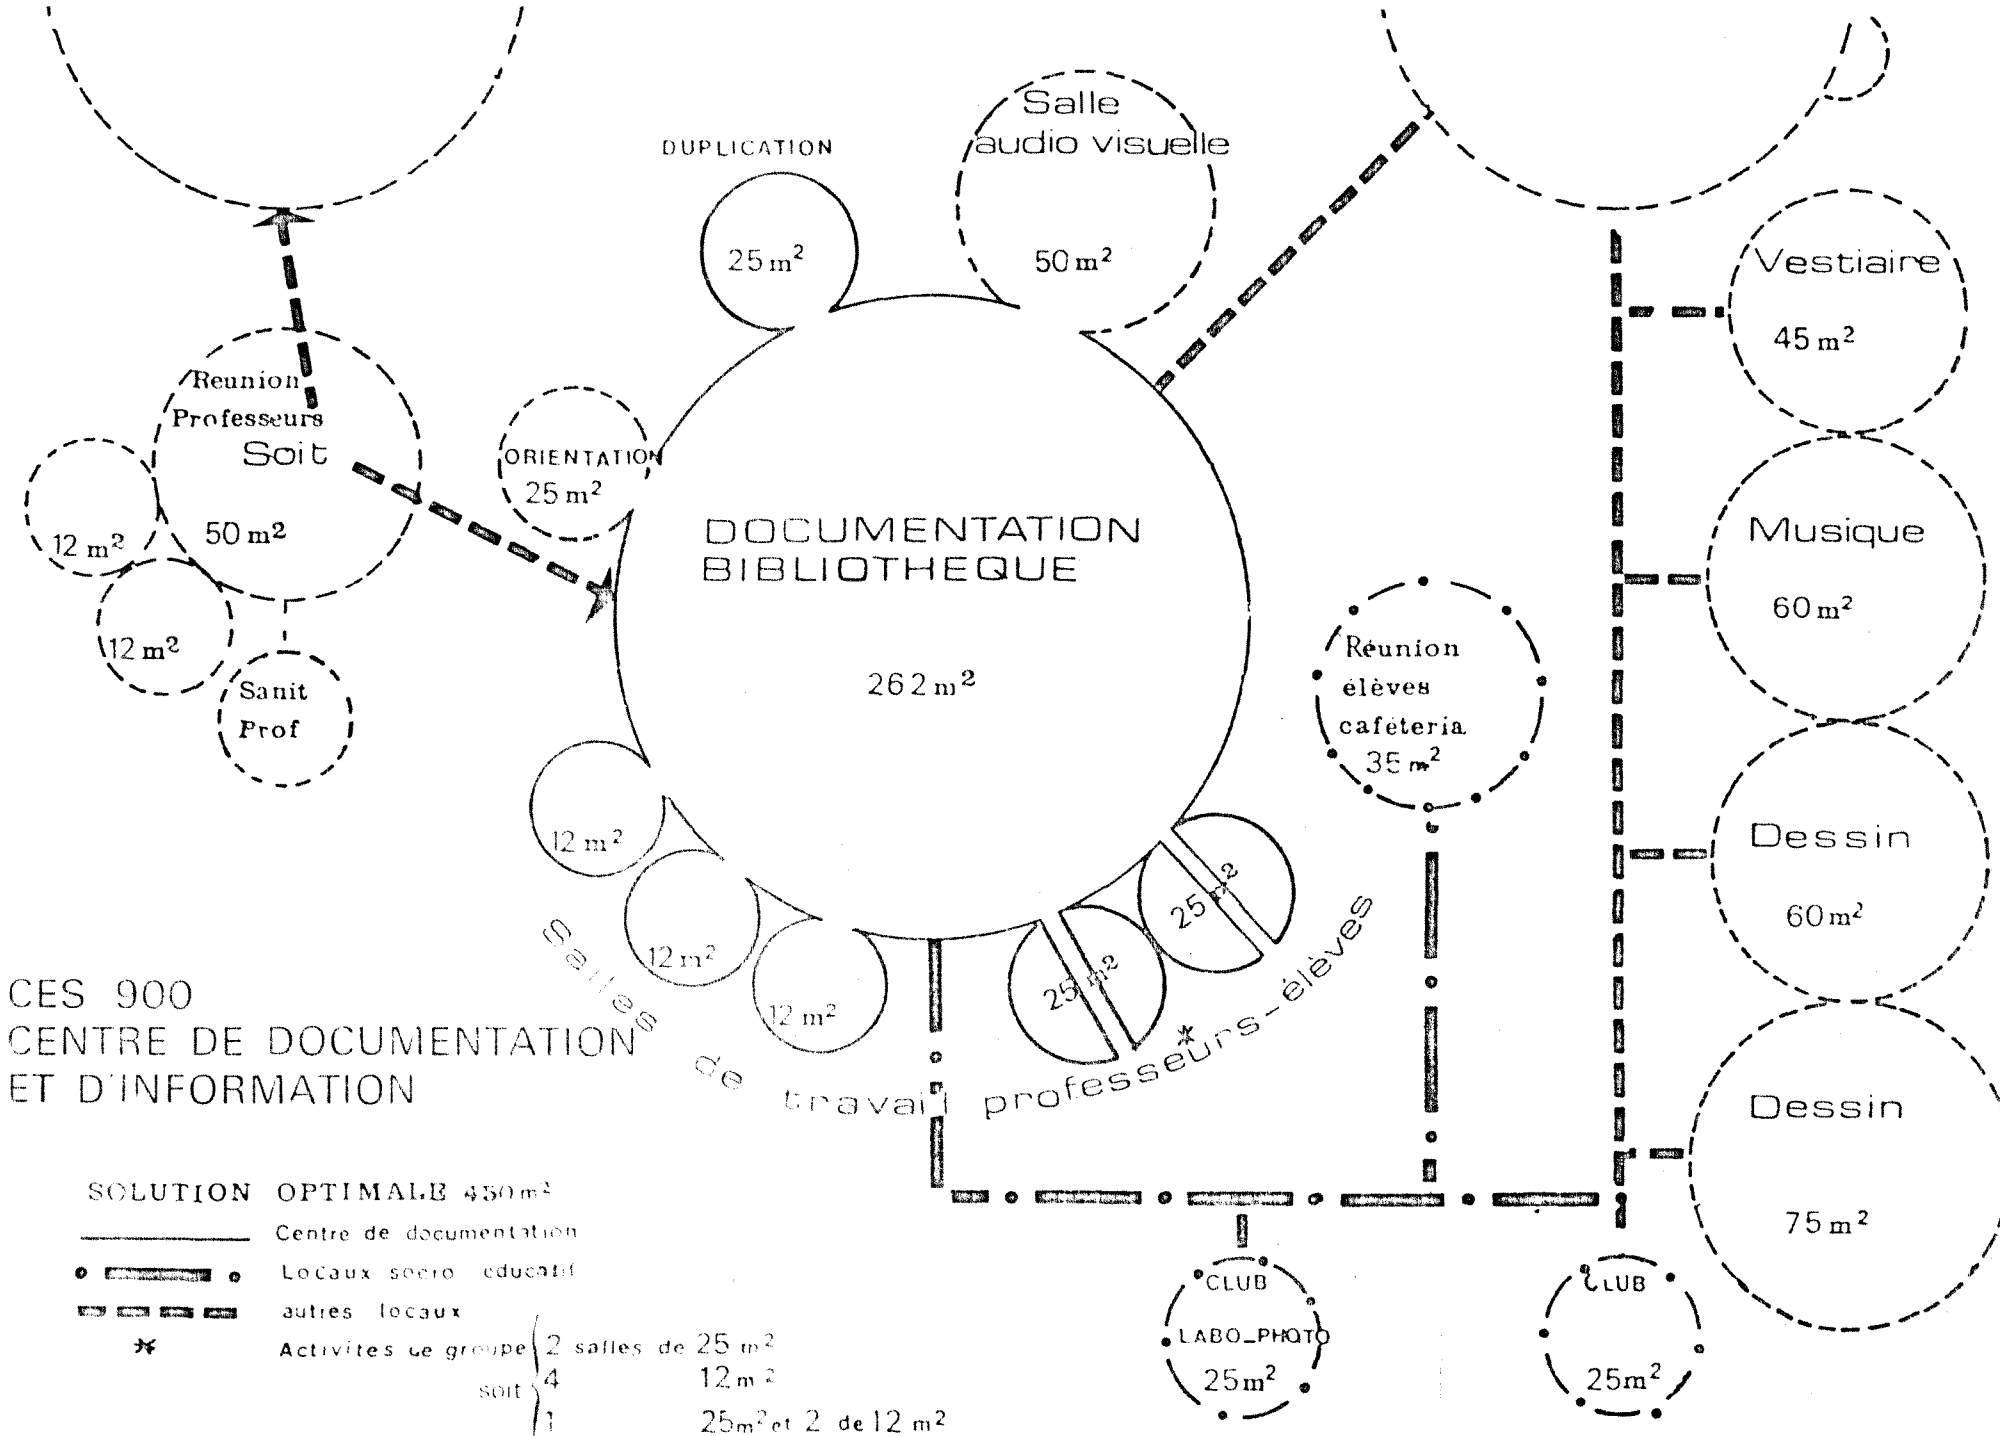 Salle
audio visuelle
50 m²
DUPLICATION
25 m²
Vestiaire
45 m²
Reunion
Professeurs
Soit
50 m²
12 m²
12 m²
Sanit
Prof
ORIENTATION
25 m²
DOCUMENTATION
BIBLIOTHEQUE
262 m²
Musique
60 m²
Réunion
élèves
caféteria
35 m²
Dessin
60 m²
12 m²
12 m²
12 m²
25 m²
25 m²
Salles de travail professeurs-élèves
*
Dessin
75 m²
CES 900
CENTRE DE DOCUMENTATION
ET D'INFORMATION
SOLUTION OPTIMALE 450 m²
Centre de documentation
Locaux socio educatif
autres locaux
* Activites de groupe 2 salles de 25 m²
soit 4 12 m²
1 25 m² et 2 de 12 m²
CLUB
LABO_PHOTO
25 m²
CLUB
25 m²